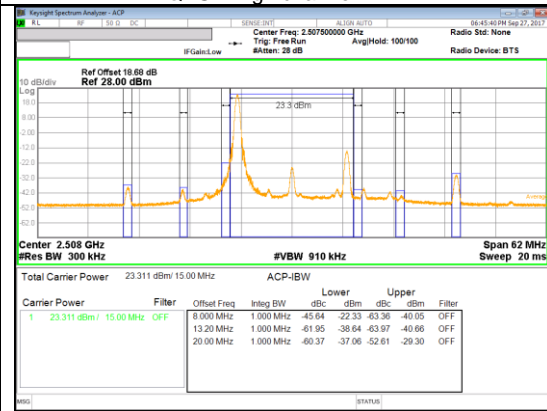 Keysight Spectrum Analyzer - ACP
RL RF 50 Ω DC SENSE:INT ALIGN AUTO 06:45:40 PM Sep 27, 2017
Center Freq: 2.507500000 GHz Radio Std: None
Trig: Free Run Avg|Hold: 100/100
IFGain:Low #Atten: 28 dB Radio Device: BTS
Ref Offset 18.68 dB
10 dB/div Ref 28.00 dBm
Log
18.0
23.3 dBm
8.00
-2.00
-12.0
-22.0
-32.0
-42.0
Average
-52.0
-62.0
Center 2.508 GHz Span 62 MHz
#Res BW 300 kHz #VBW 910 kHz Sweep 20 ms
Total Carrier Power 23.311 dBm/ 15.00 MHz ACP-IBW
Lower Upper
Carrier Power Filter Offset Freq Integ BW dBc dBm dBc dBm Filter
1 23.311 dBm / 15.00 MHz OFF 8.000 MHz 1.000 MHz -45.64 -22.33 -63.36 -40.05 OFF
13.20 MHz 1.000 MHz -61.95 -38.64 -63.97 -40.66 OFF
20.00 MHz 1.000 MHz -60.37 -37.06 -52.61 -29.30 OFF
MSG STATUS